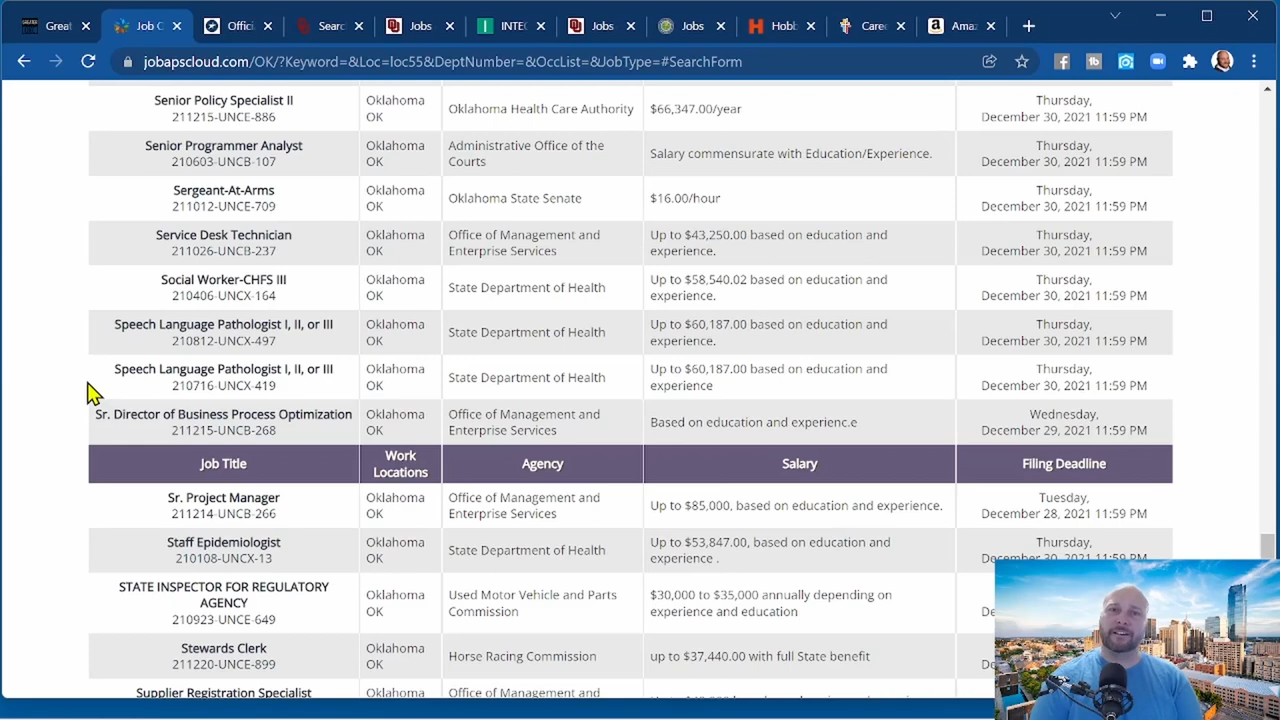 Great
Job C
Offici
Searc
Jobs
INTEG
Jobs
Jobs
Hobb
Caree
Amaz
jobapscloud.com/OK/?Keyword=&Loc=loc55&DeptNumber=&OccList=&JobType=#SearchForm
Senior Policy Specialist II
211215-UNCE-886
Oklahoma
OK
Oklahoma Health Care Authority
$66,347.00/year
Thursday,
December 30, 2021 11:59 PM
Senior Programmer Analyst
210603-UNCB-107
Oklahoma
OK
Administrative Office of the
Courts
Salary commensurate with Education/Experience.
Thursday,
December 30, 2021 11:59 PM
Sergeant-At-Arms
211012-UNCE-709
Oklahoma
OK
Oklahoma State Senate
$16.00/hour
Thursday,
December 30, 2021 11:59 PM
Service Desk Technician
211026-UNCB-237
Oklahoma
OK
Office of Management and
Enterprise Services
Up to $43,250.00 based on education and
experience.
Thursday,
December 30, 2021 11:59 PM
Social Worker-CHFS III
210406-UNCX-164
Oklahoma
OK
State Department of Health
Up to $58,540.02 based on education and
experience.
Thursday,
December 30, 2021 11:59 PM
Speech Language Pathologist I, II, or III
210812-UNCX-497
Oklahoma
OK
State Department of Health
Up to $60,187.00 based on education and
experience.
Thursday,
December 30, 2021 11:59 PM
Speech Language Pathologist I, II, or III
210716-UNCX-419
Oklahoma
OK
State Department of Health
Up to $60,187.00 based on education and
experience
Thursday,
December 30, 2021 11:59 PM
Sr. Director of Business Process Optimization
211215-UNCB-268
Oklahoma
OK
Office of Management and
Enterprise Services
Based on education and experienc.e
Wednesday,
December 29, 2021 11:59 PM
Job Title
Work
Locations
Agency
Salary
Filing Deadline
Sr. Project Manager
211214-UNCB-266
Oklahoma
OK
Office of Management and
Enterprise Services
Up to $85,000, based on education and experience.
Tuesday,
December 28, 2021 11:59 PM
Staff Epidemiologist
210108-UNCX-13
Oklahoma
OK
State Department of Health
Up to $53,847.00, based on education and
experience .
Thursday,
December 30, 2021 11:59 PM
STATE INSPECTOR FOR REGULATORY
AGENCY
210923-UNCE-649
Oklahoma
OK
Used Motor Vehicle and Parts
Commission
$30,000 to $35,000 annually depending on
experience and education
Stewards Clerk
211220-UNCE-899
Oklahoma
OK
Horse Racing Commission
up to $37,440.00 with full State benefit
Supplier Registration Specialist
Oklahoma
Office of Management and